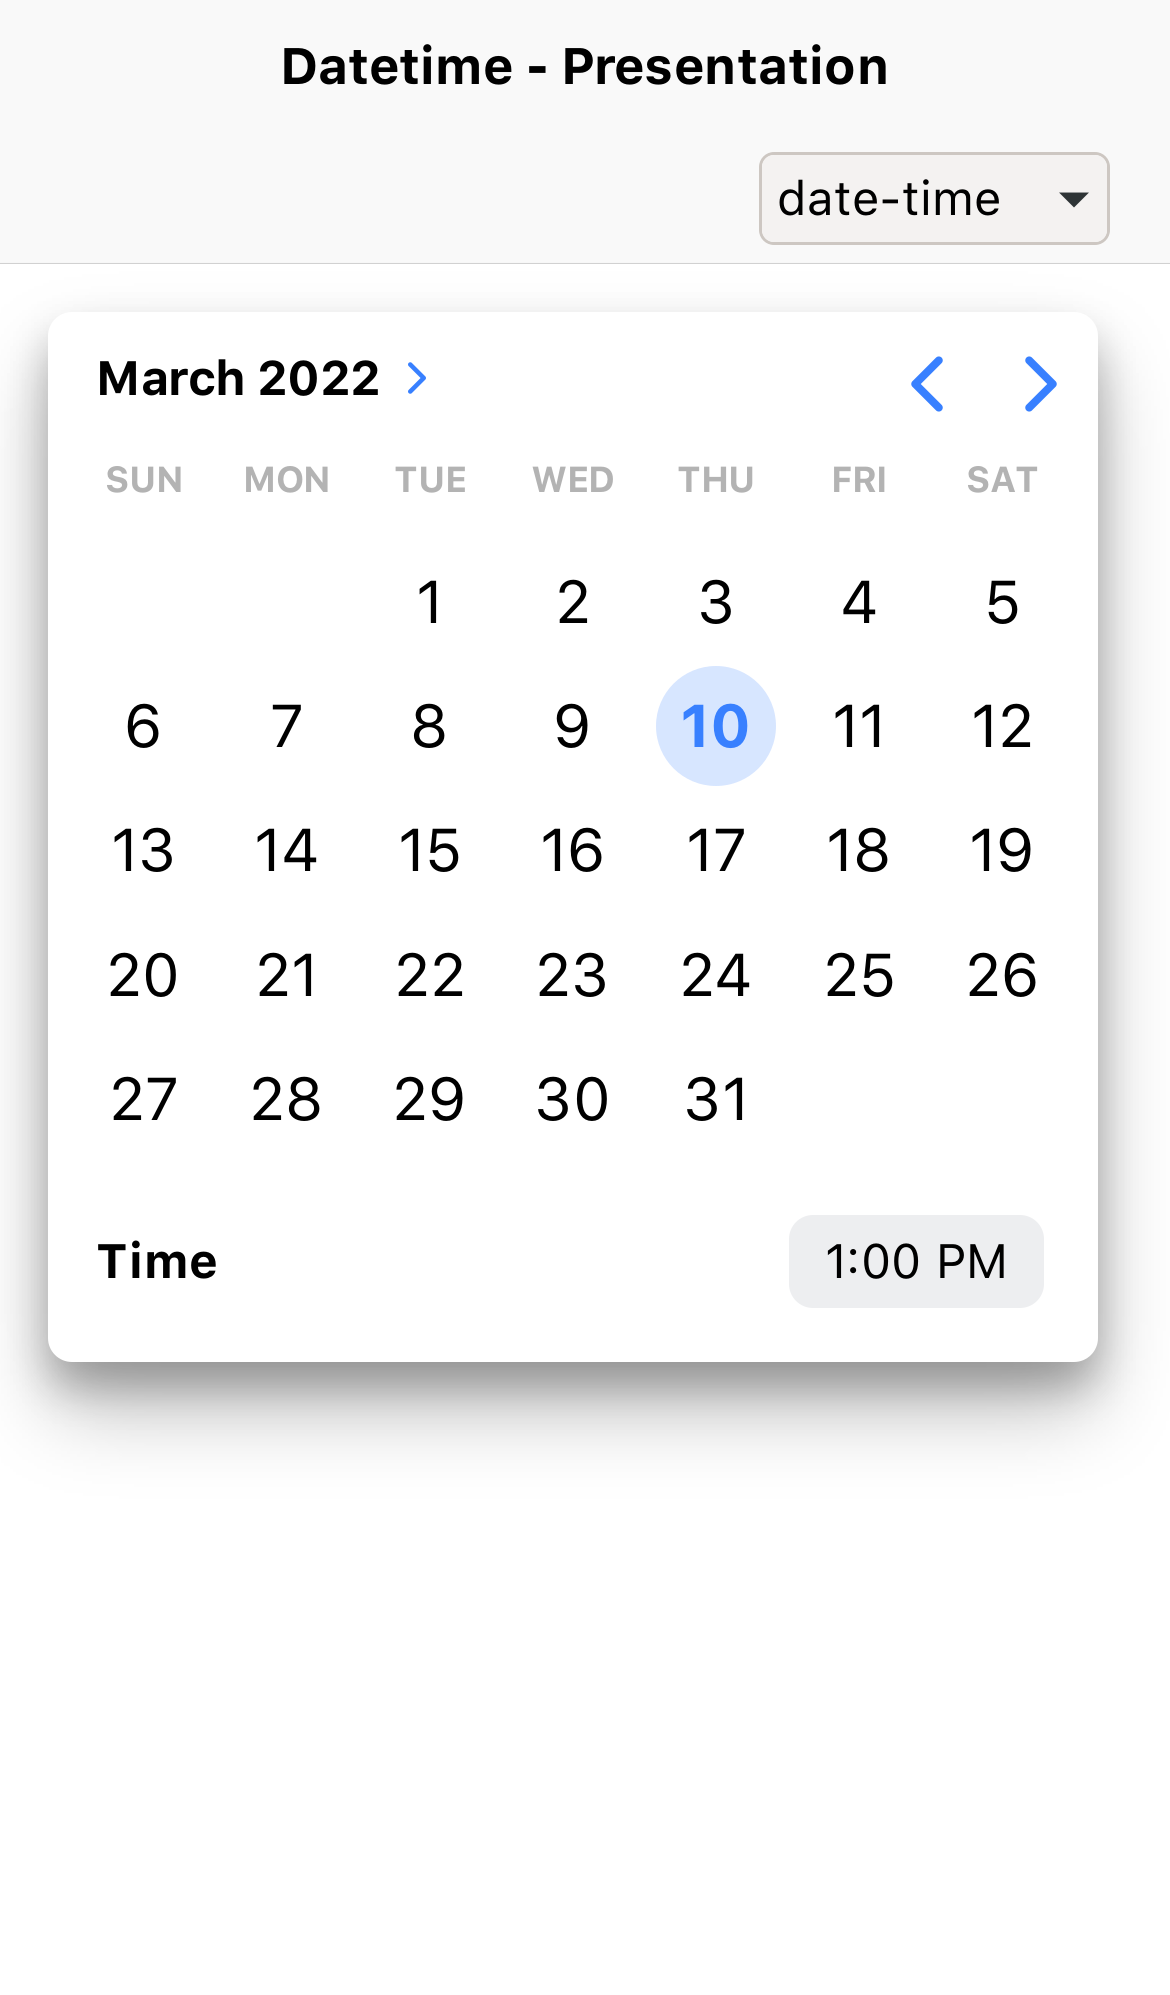 Datetime - Presentation
date-time
March 2022
SUN MON TUE WED THU FRI SAT
1 2 3 4 5
6 7 8 9 10 11 12
13 14 15 16 17 18 19
20 21 22 23 24 25 26
27 28 29 30 31
Time 1:00 PM